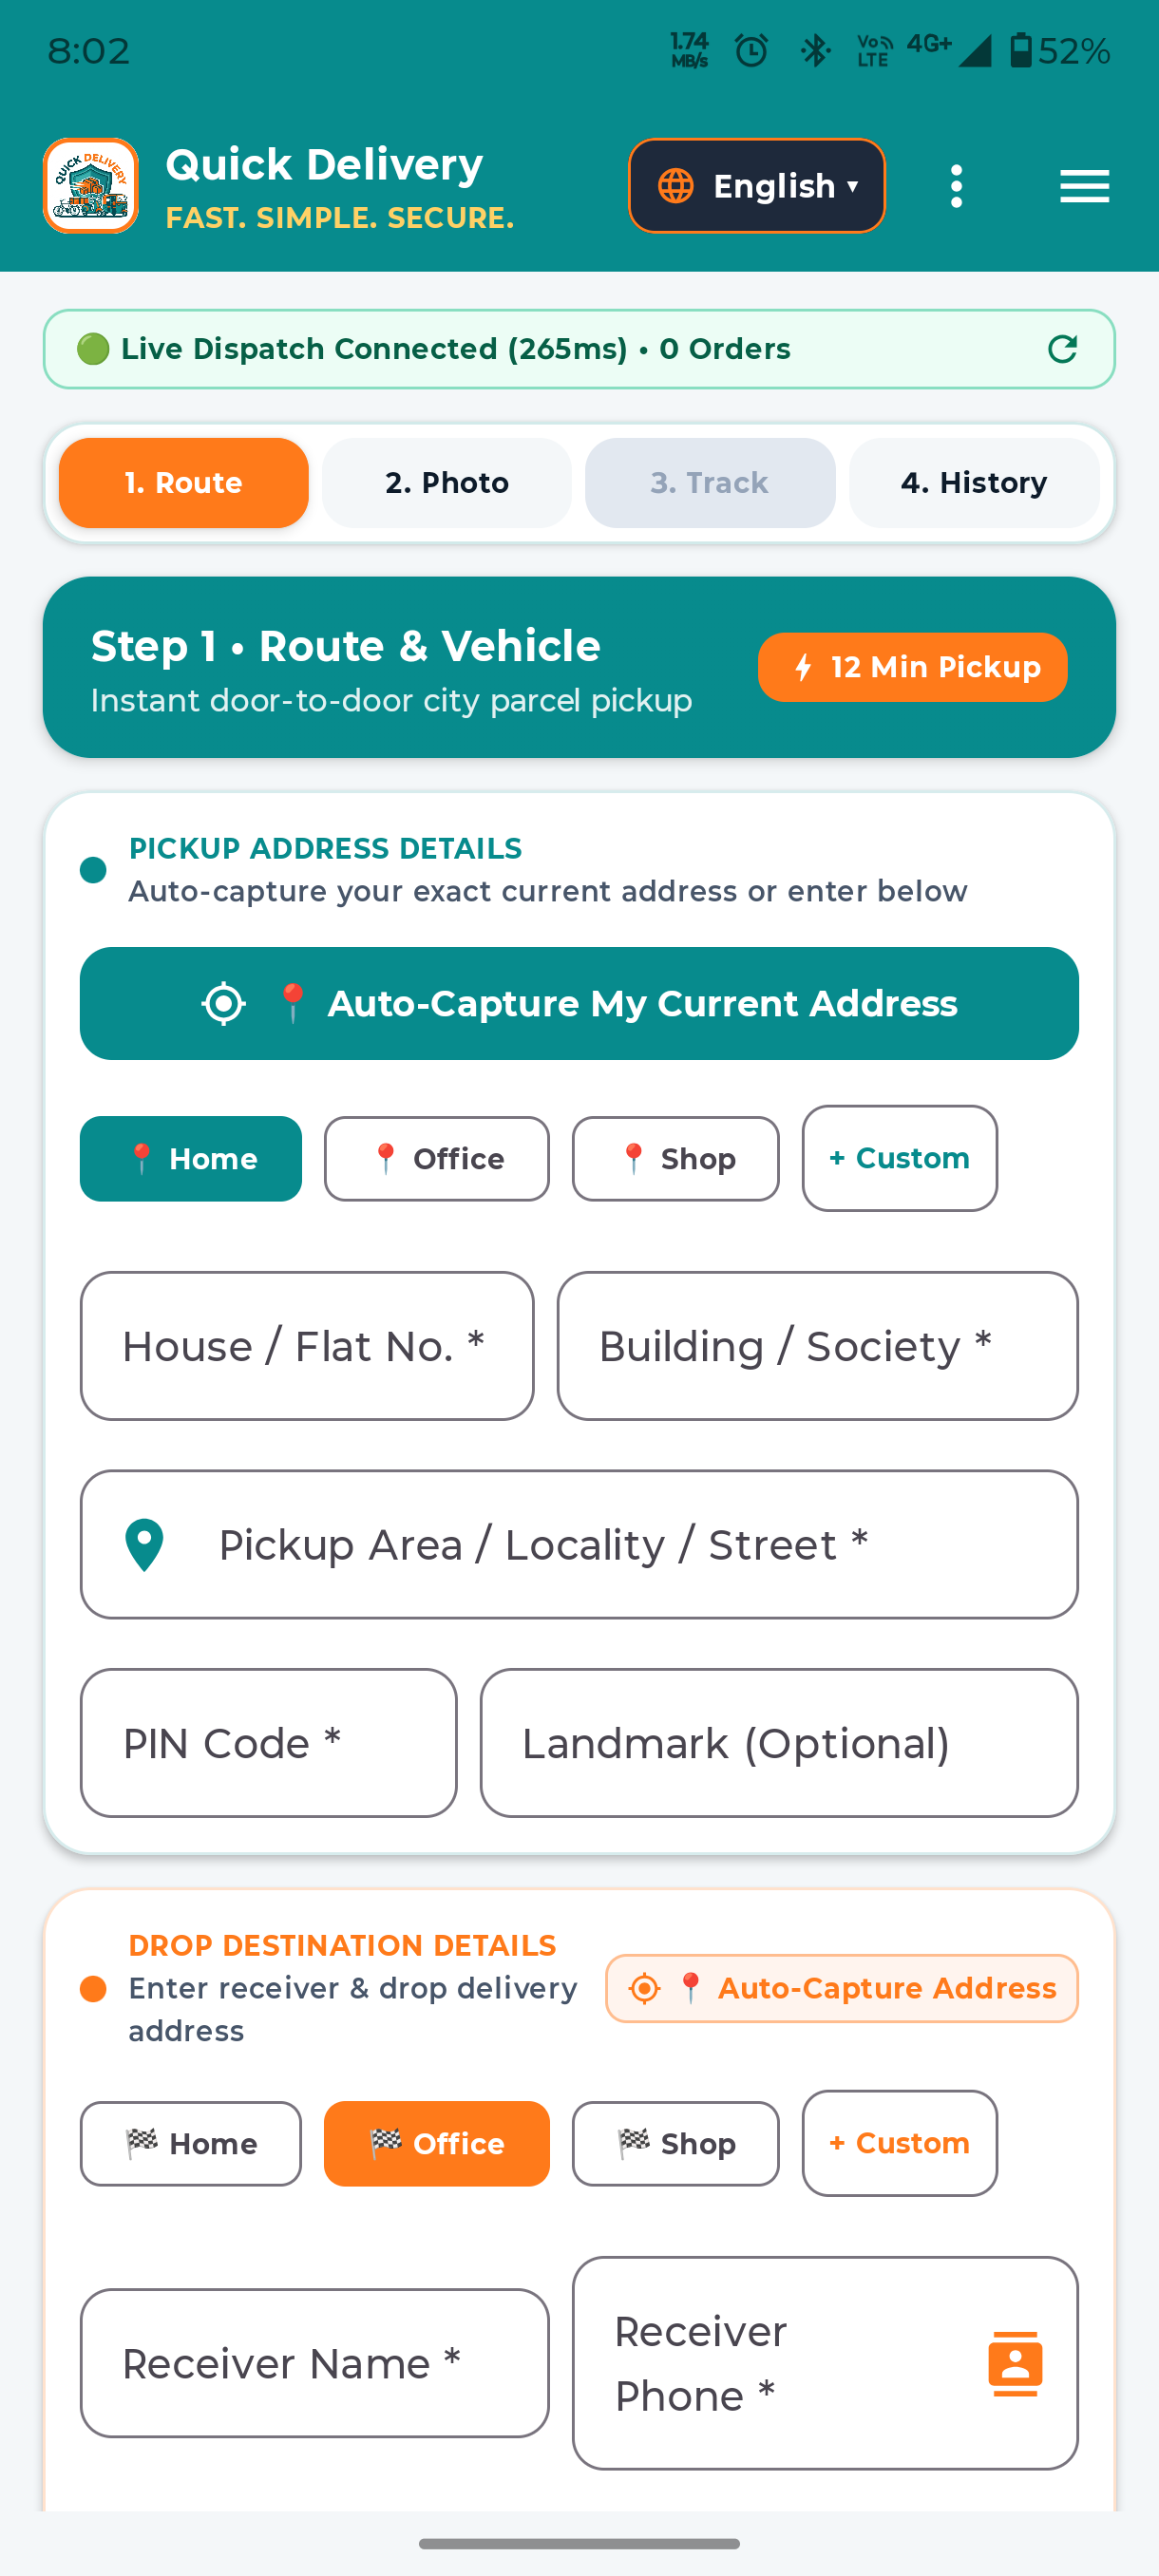 8:02
1.74 MB/s
Vo LTE
4G+
52%
QUICK DELIVERY
Quick Delivery
FAST. SIMPLE. SECURE.
English ▾
🟢 Live Dispatch Connected (265ms) • 0 Orders
1. Route
2. Photo
3. Track
4. History
Step 1 • Route & Vehicle
Instant door-to-door city parcel pickup
12 Min Pickup
PICKUP ADDRESS DETAILS
Auto-capture your exact current address or enter below
📍 Auto-Capture My Current Address
📍 Home
📍 Office
📍 Shop
+ Custom
House / Flat No. *
Building / Society *
Pickup Area / Locality / Street *
PIN Code *
Landmark (Optional)
DROP DESTINATION DETAILS
Enter receiver & drop delivery
address
📍 Auto-Capture Address
🏁 Home
🏁 Office
🏁 Shop
+ Custom
Receiver Name *
Receiver
Phone *